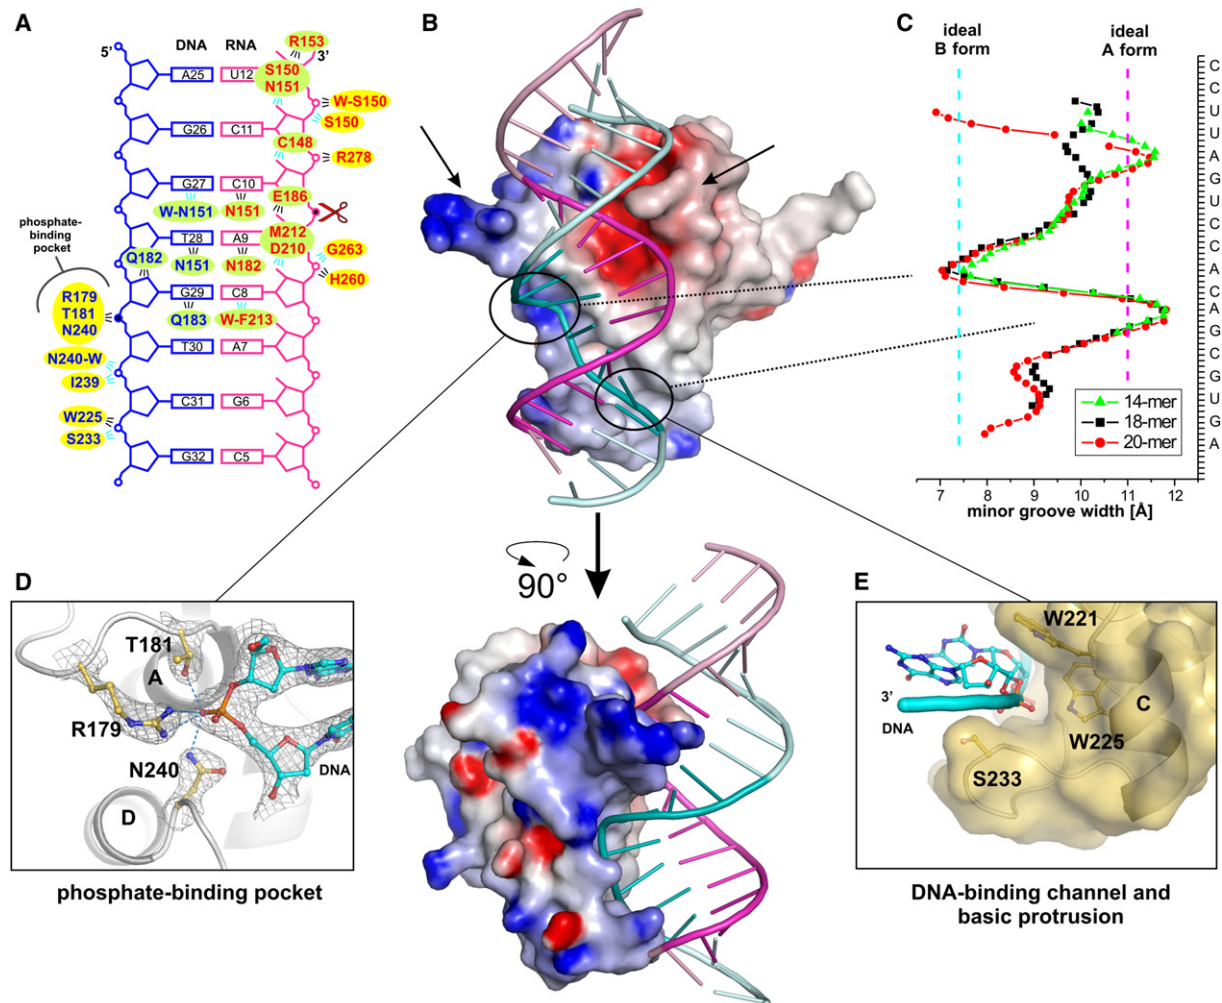 A
DNA RNA
5'
3'
R153
A25 U12
S150
N151
W-S150
S150
G26 C11
C148
R278
G27 C10
E186
W-N151 N151
phosphate-
binding
pocket
M212
D210
T28 A9
G263
Q182
N151 N182
H260
R179
T181
N240
G29 C8
Q183 W-F213
N240-W
T30 A7
I239
C31 G6
W225
S233
G32 C5
B
90°
C
ideal
B form
ideal
A form
C
C
U
U
A
G
U
C
C
A
C
A
G
C
G
U
G
A
14-mer
18-mer
20-mer
7 8 9 10 11 12
minor groove width [Å]
D
T181
A
R179
N240
DNA
D
phosphate-binding pocket
E
W221
3'
DNA
C
W225
S233
DNA-binding channel and
basic protrusion